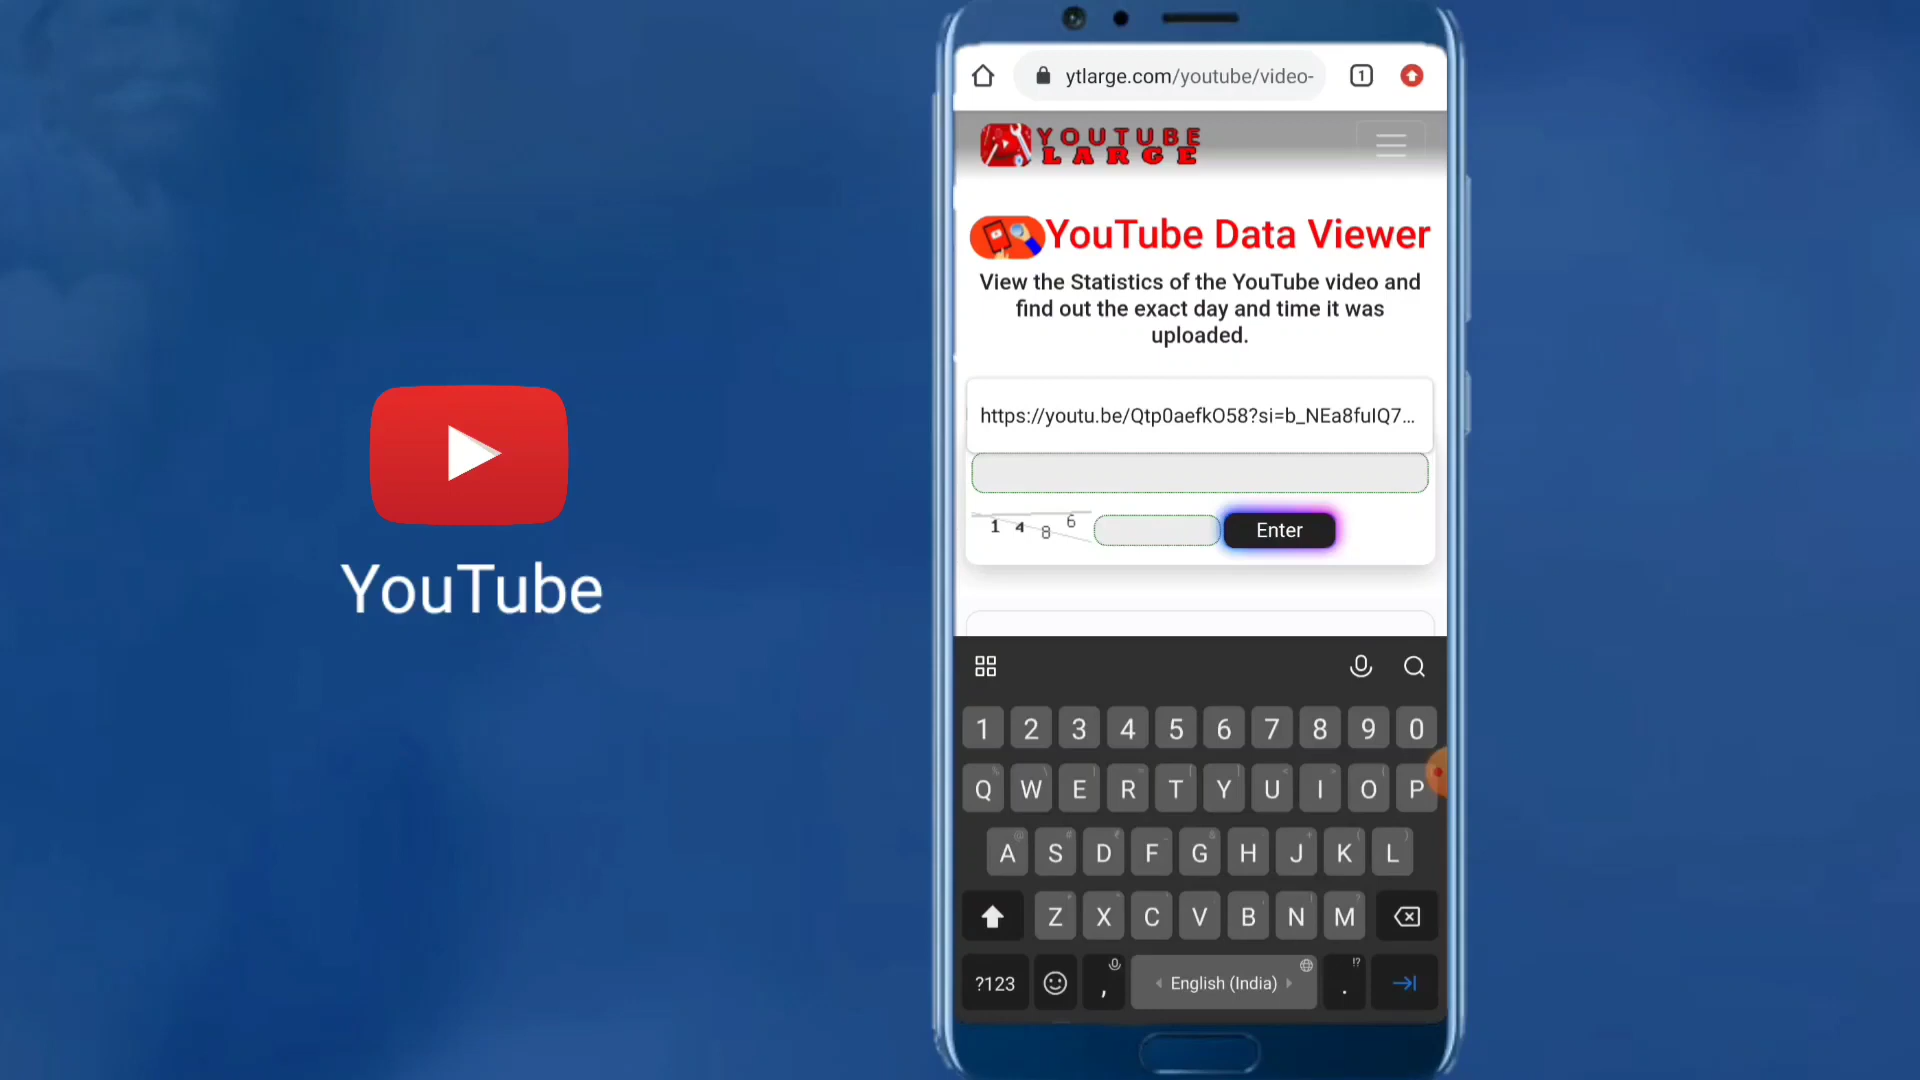 ytlarge.com/youtube/video-
1
YOUTUBE
LARGE
YouTube Data Viewer
View the Statistics of the YouTube video and
find out the exact day and time it was
uploaded.
https://youtu.be/Qtp0aefkO58?si=b_NEa8fuIQ7...
1 4 8 6
Enter
YouTube
1 2 3 4 5 6 7 8 9 0
Q W E R T Y U I O P
A S D F G H J K L
Z X C V B N M
?123 , English (India) . !?